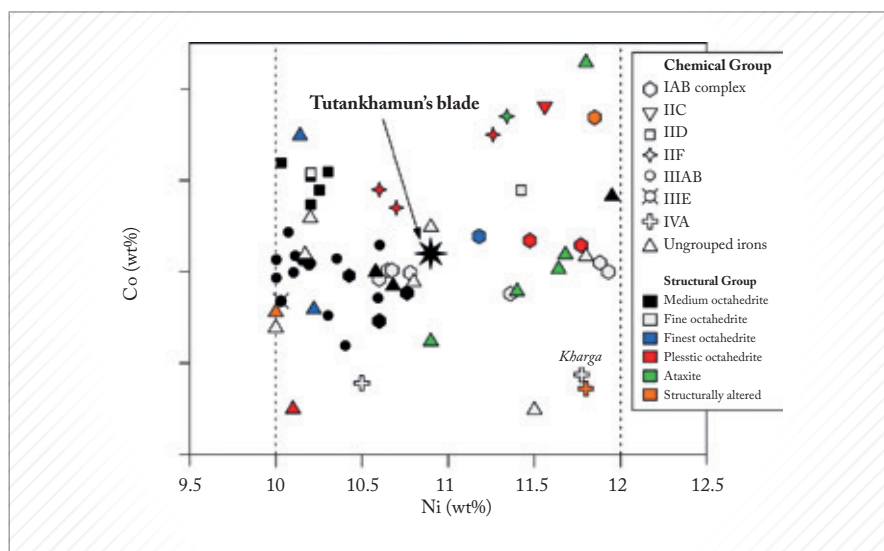 Chemical Group
IAB complex
IIC
IID
IIF
IIIAB
IIIE
IVA
Ungrouped irons
Structural Group
Medium octahedrite
Fine octahedrite
Finest octahedrite
Plesstic octahedrite
Ataxite
Structurally altered
Tutankhamun's blade
Kharga
Co (wt%)
9.5 10 10.5 11 11.5 12 12.5
Ni (wt%)